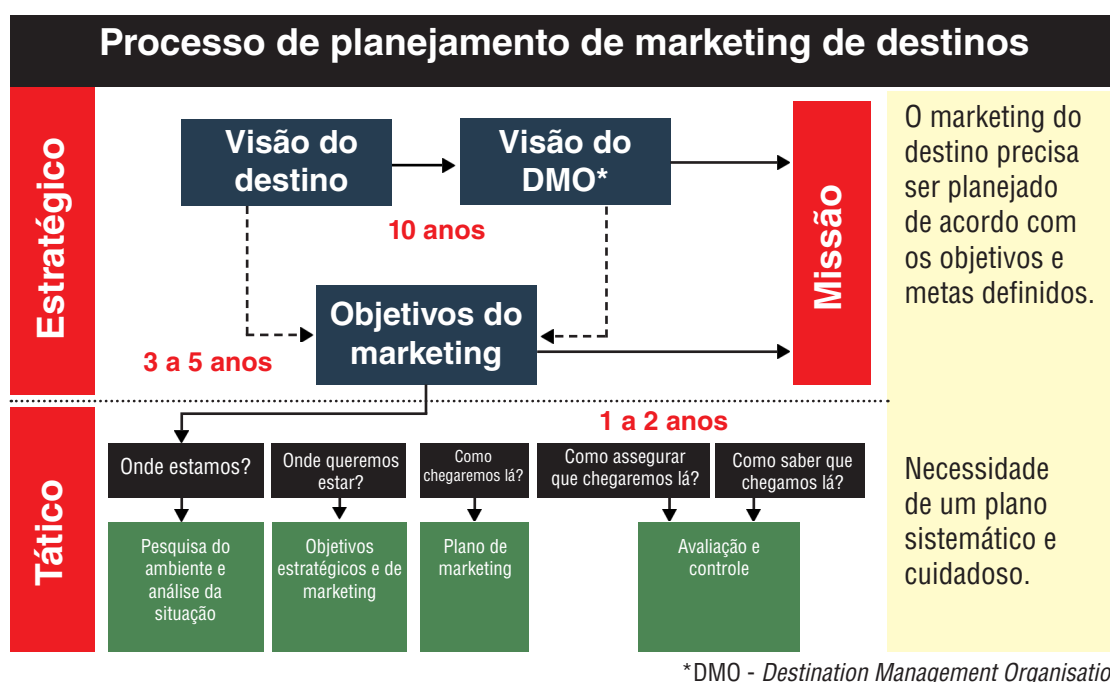 Processo de planejamento de marketing de destinos
Estratégico
Visão do
destino
Visão do
DMO*
10 anos
Missão
Objetivos do
marketing
3 a 5 anos
O marketing do
destino precisa
ser planejado
de acordo com
os objetivos e
metas definidos.
Tático
1 a 2 anos
Onde estamos?
Onde queremos
estar?
Como
chegaremos lá?
Como assegurar
que chegaremos lá?
Como saber que
chegamos lá?
Pesquisa do
ambiente e
análise da
situação
Objetivos
estratégicos e de
marketing
Plano de
marketing
Avaliação e
controle
Necessidade
de um plano
sistemático e
cuidadoso.
*DMO - Destination Management Organisatio